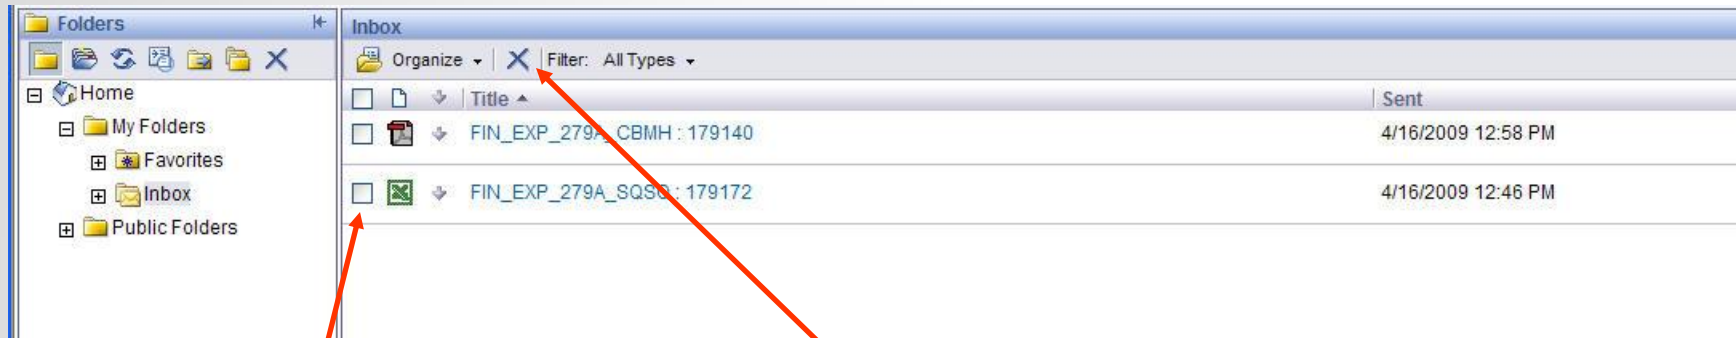 Folders
Home
My Folders
Favorites
Inbox
Public Folders
Inbox
Organize Filter: All Types
Title Sent
FIN_EXP_279A_CBMH : 179140 4/16/2009 12:58 PM
FIN_EXP_279A_SQSO : 179172 4/16/2009 12:46 PM